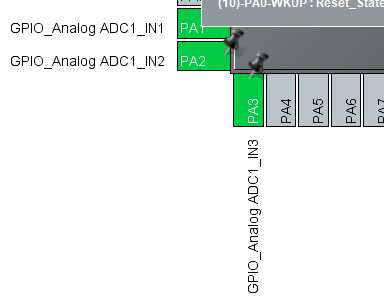 (10)-PA0-WKUP : Reset_State
GPIO_Analog ADC1_IN1
PA1
GPIO_Analog ADC1_IN2
PA2
PA3
PA4
PA5
PA6
PA7
GPIO_Analog ADC1_IN3